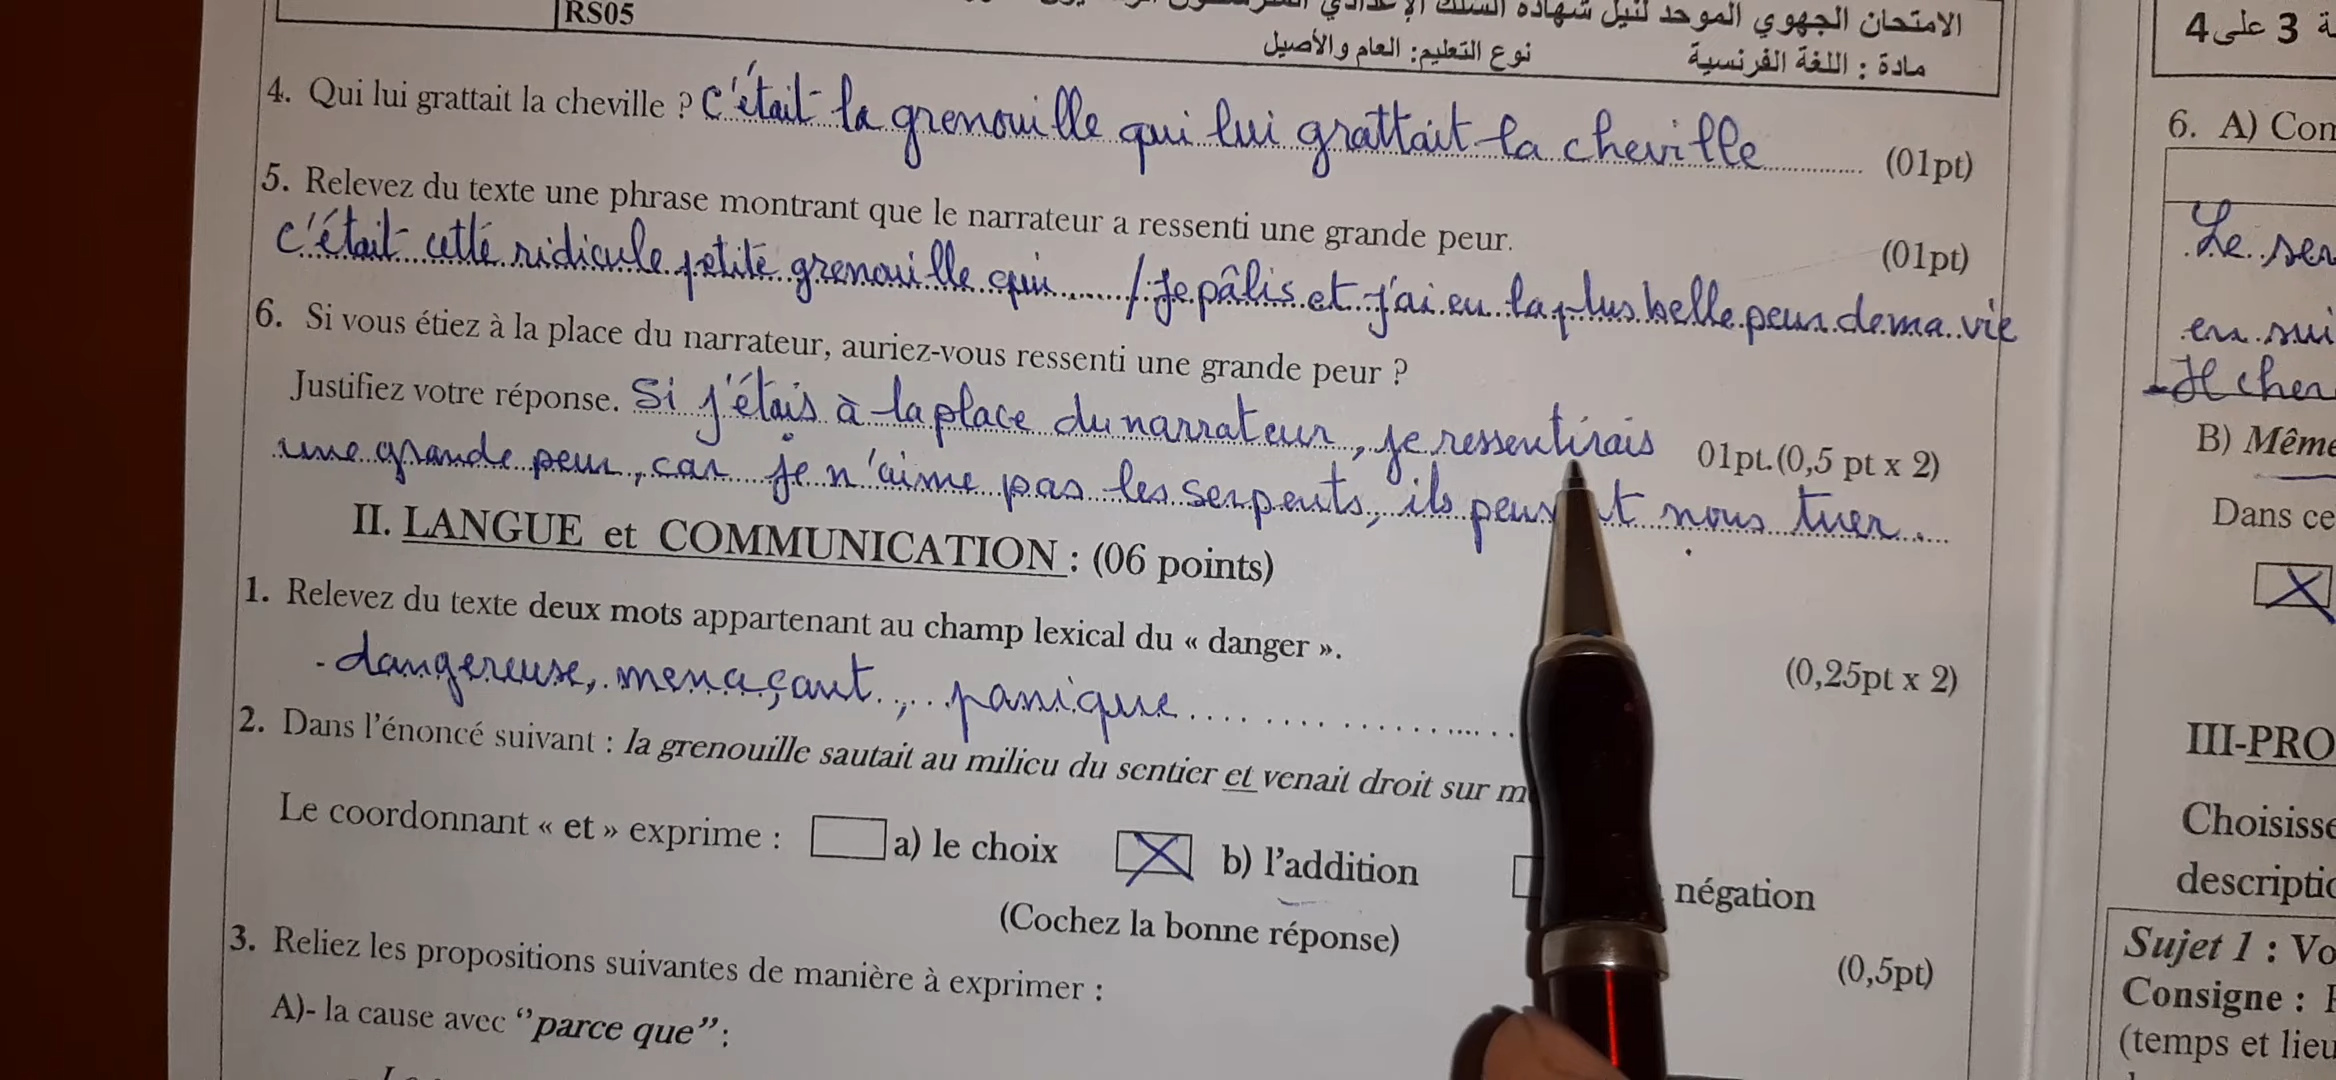 RS05
الامتحان الجهوي الموحد لنيل شهادة السلك الإعدادي
مادة : اللغة الفرنسية
نوع التعليم: العام والأصيل
4. Qui lui grattait la cheville ? C'était la grenouille qui lui grattait la cheville (01pt)
5. Relevez du texte une phrase montrant que le narrateur a ressenti une grande peur. (01pt)
c'était cette ridicule petite grenouille qui....../ je pâlis et j'ai eu la plus belle peur de ma vie
6. Si vous étiez à la place du narrateur, auriez-vous ressenti une grande peur ?
Justifiez votre réponse. Si j'étais à la place du narrateur, je ressentirais 01pt.(0,5 pt x 2)
une grande peur, car je n'aime pas les serpents, ils nous tuer.
II. LANGUE et COMMUNICATION : (06 points)
1. Relevez du texte deux mots appartenant au champ lexical du « danger ».
- dangereuse, menaçant, panique (0,25pt x 2)
2. Dans l'énoncé suivant : la grenouille sautait au milieu du sentier et venait droit sur
Le coordonnant « et » exprime : a) le choix b) l'addition négation
(Cochez la bonne réponse) (0,5pt)
3. Reliez les propositions suivantes de manière à exprimer :
A)- la cause avec ‘’parce que’’ :
3 على 4
6. A)
Le
en
B) Même
Dans ce
III-PRO
Sujet 1 :
Consigne :
(temps et lieu